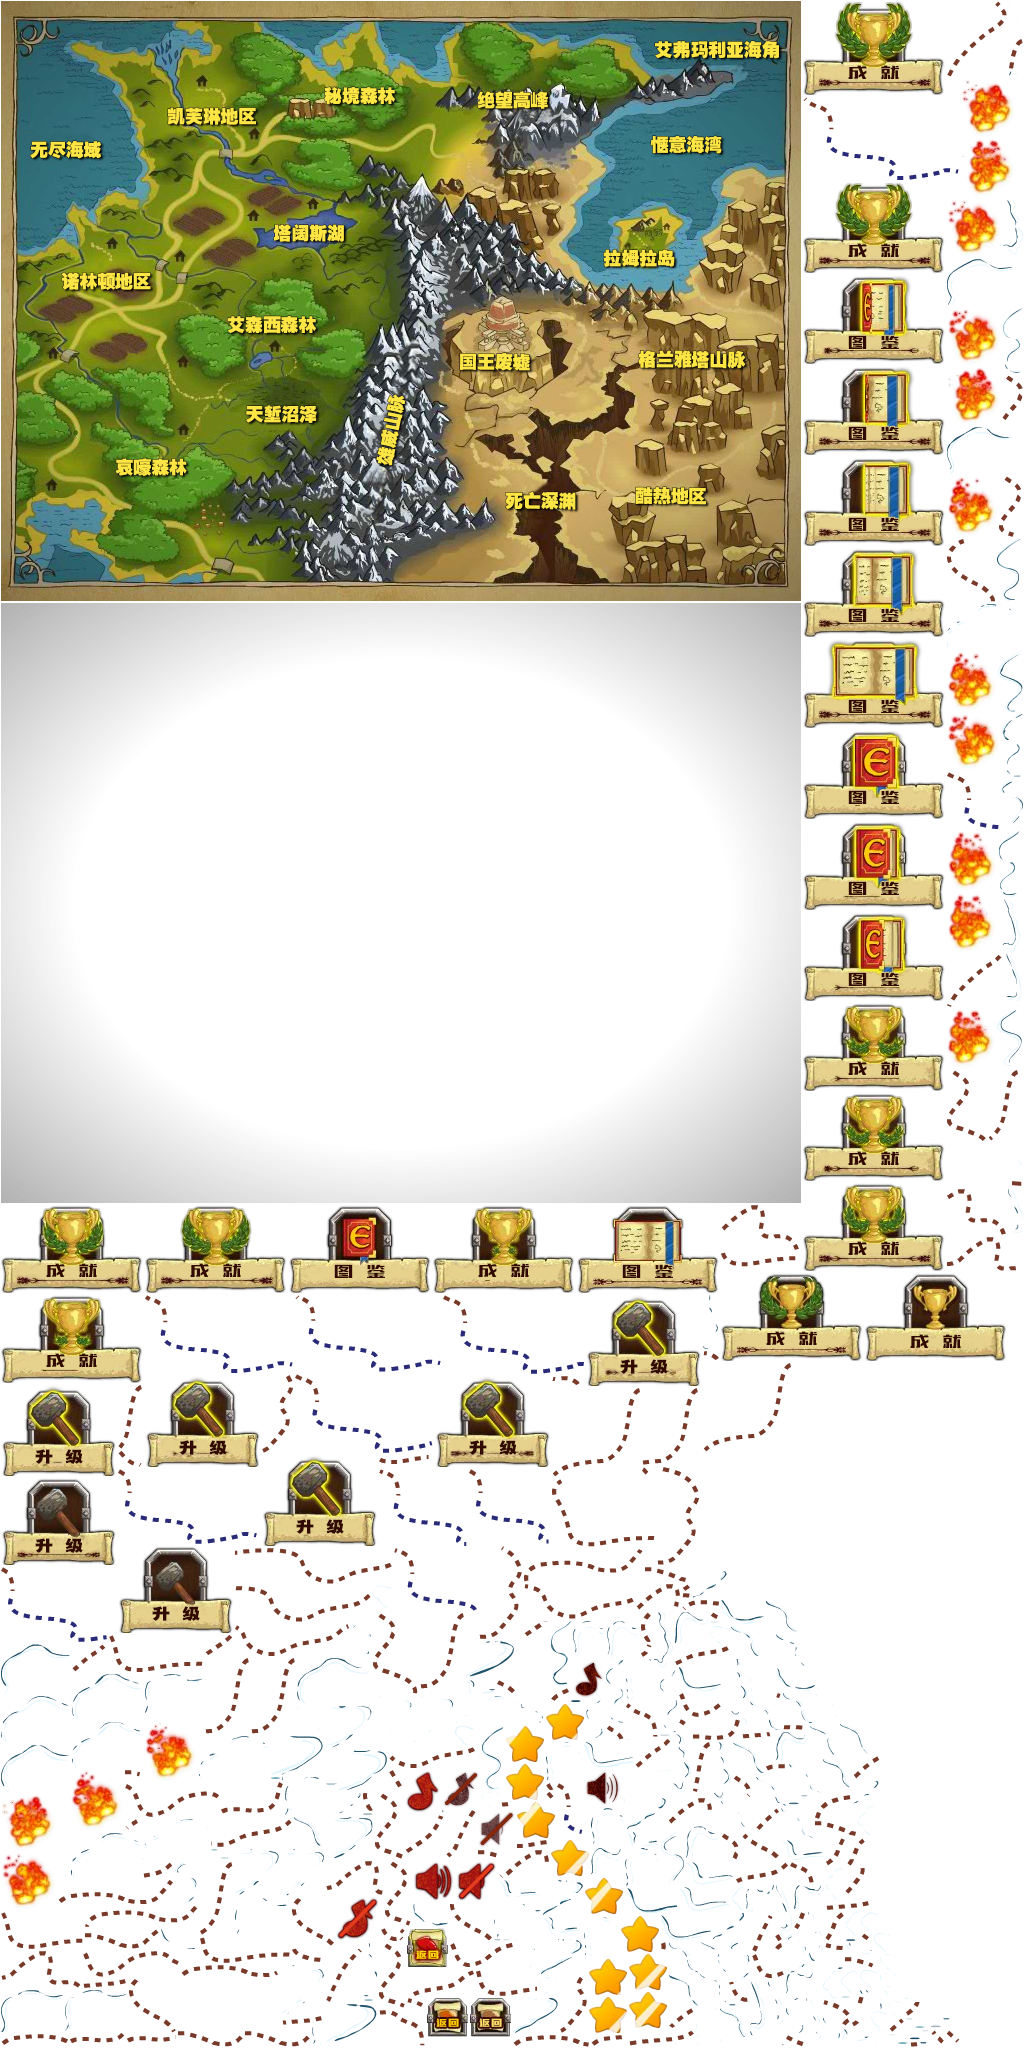 艾弗玛利亚海角
成就
秘境森林
绝望高峰
凯芙琳地区
无尽海域
惬意海湾
塔阔斯湖
成就
拉姆拉岛
诺林顿地区
艾森西森林
图鉴
国王废墟
格兰雅塔山脉
天堑沼泽
图鉴
雄威山脉
哀嚎森林
死亡深渊
酷热地区
图鉴
图鉴
图鉴
图鉴
图鉴
图鉴
成就
成就
成就
成就
成就
图鉴
成就
图鉴
成就
成就
成就
升级
升级
升级
升级
升级
升级
升级
返回
返回
返回